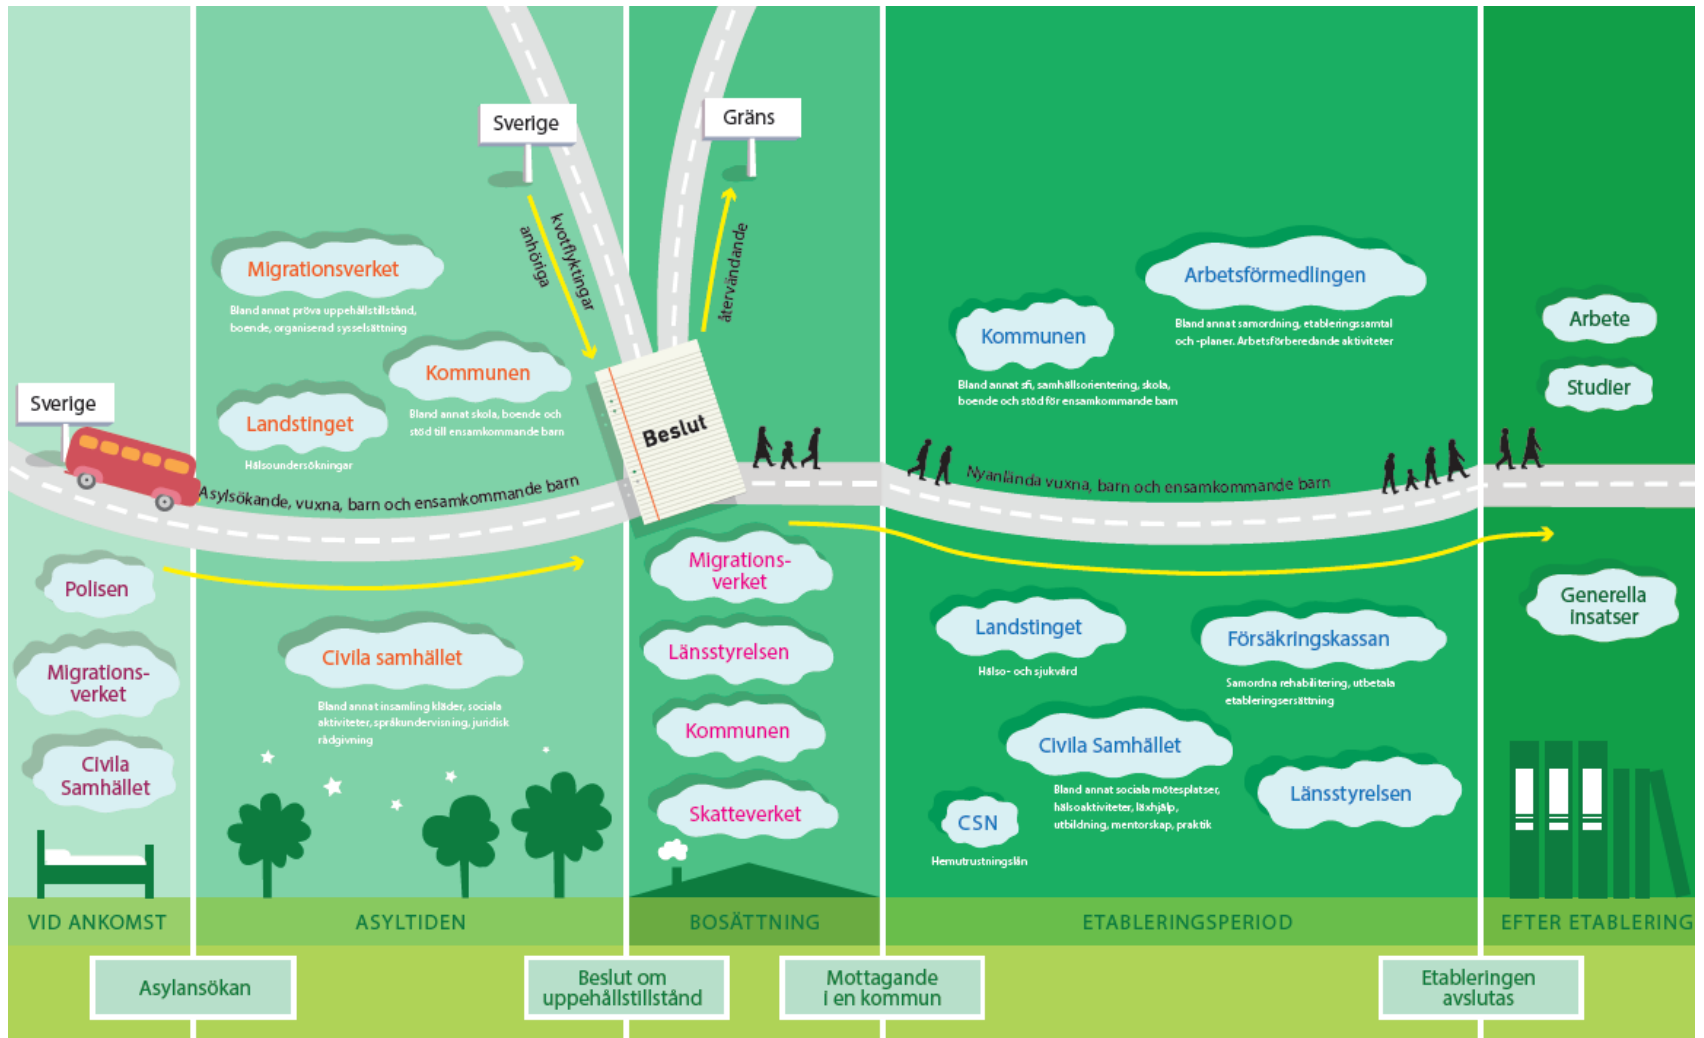 Sverige
Polisen
Migrations-
verket
Civila
Samhället
VID ANKOMST
Asylansökan
Sverige
kvotflyktingar
anhöriga
Migrationsverket
Bland annat pröva uppehållstillstånd,
boende, organiserad sysselsättning
Kommunen
Bland annat skola, boende och
stöd till ensamkommande barn
Landstinget
Hälsoundersökningar
Asylsökande, vuxna, barn och ensamkommande barn
Civila samhället
Bland annat insamling kläder, sociala
aktiviteter, språkundervisning, juridisk
rådgivning
ASYLTIDEN
Beslut om
uppehållstillstånd
Gräns
återvändande
Beslut
Migrations-
verket
Länsstyrelsen
Kommunen
Skatteverket
BOSÄTTNING
Mottagande
i en kommun
Arbetsförmedlingen
Bland annat samordning, etableringssamtal
och -planer. Arbetsförberedande aktiviteter
Kommunen
Bland annat sfi, samhällsorientering, skola,
boende och stöd för ensamkommande barn
Nyanlända vuxna, barn och ensamkommande barn
Landstinget
Hälso- och sjukvård
Försäkringskassan
Samordna rehabilitering, utbetala
etableringsersättning
Civila Samhället
Bland annat sociala mötesplatser,
hälsoaktiviteter, läxhjälp,
utbildning, mentorskap, praktik
Länsstyrelsen
CSN
Hemutrustningslån
ETABLERINGSPERIOD
Etableringen
avslutas
Arbete
Studier
Generella
insatser
EFTER ETABLERING